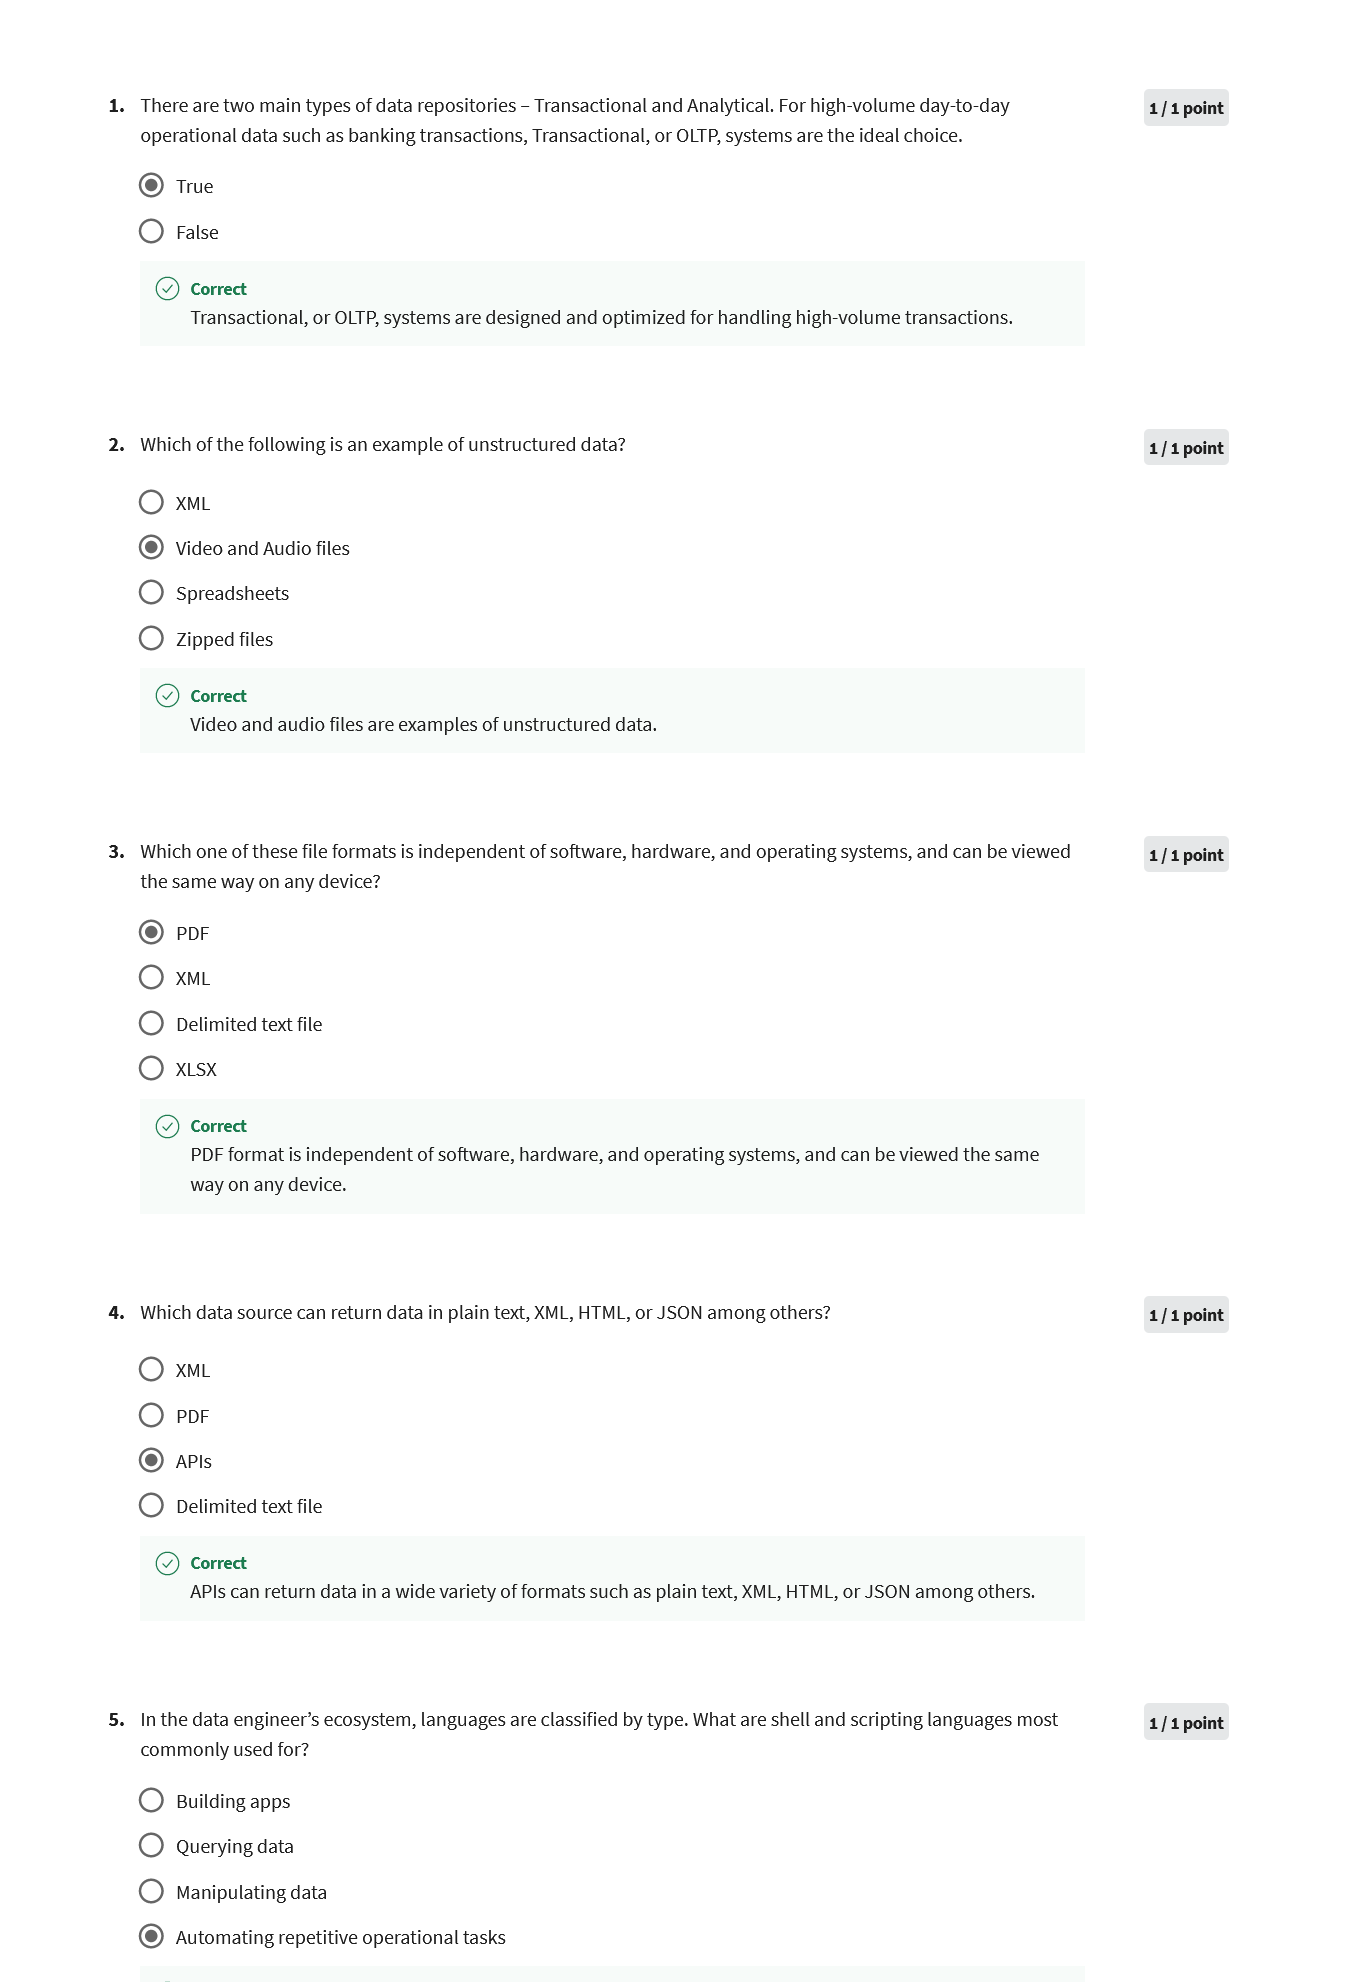 1. There are two main types of data repositories – Transactional and Analytical. For high-volume day-to-day
1 / 1 point
operational data such as banking transactions, Transactional, or OLTP, systems are the ideal choice.
True
False
Correct
Transactional, or OLTP, systems are designed and optimized for handling high-volume transactions.
2. Which of the following is an example of unstructured data?
1 / 1 point
XML
Video and Audio files
Spreadsheets
Zipped files
Correct
Video and audio files are examples of unstructured data.
3. Which one of these file formats is independent of software, hardware, and operating systems, and can be viewed
1 / 1 point
the same way on any device?
PDF
XML
Delimited text file
XLSX
Correct
PDF format is independent of software, hardware, and operating systems, and can be viewed the same
way on any device.
4. Which data source can return data in plain text, XML, HTML, or JSON among others?
1 / 1 point
XML
PDF
APIs
Delimited text file
Correct
APIs can return data in a wide variety of formats such as plain text, XML, HTML, or JSON among others.
5. In the data engineer’s ecosystem, languages are classified by type. What are shell and scripting languages most
1 / 1 point
commonly used for?
Building apps
Querying data
Manipulating data
Automating repetitive operational tasks